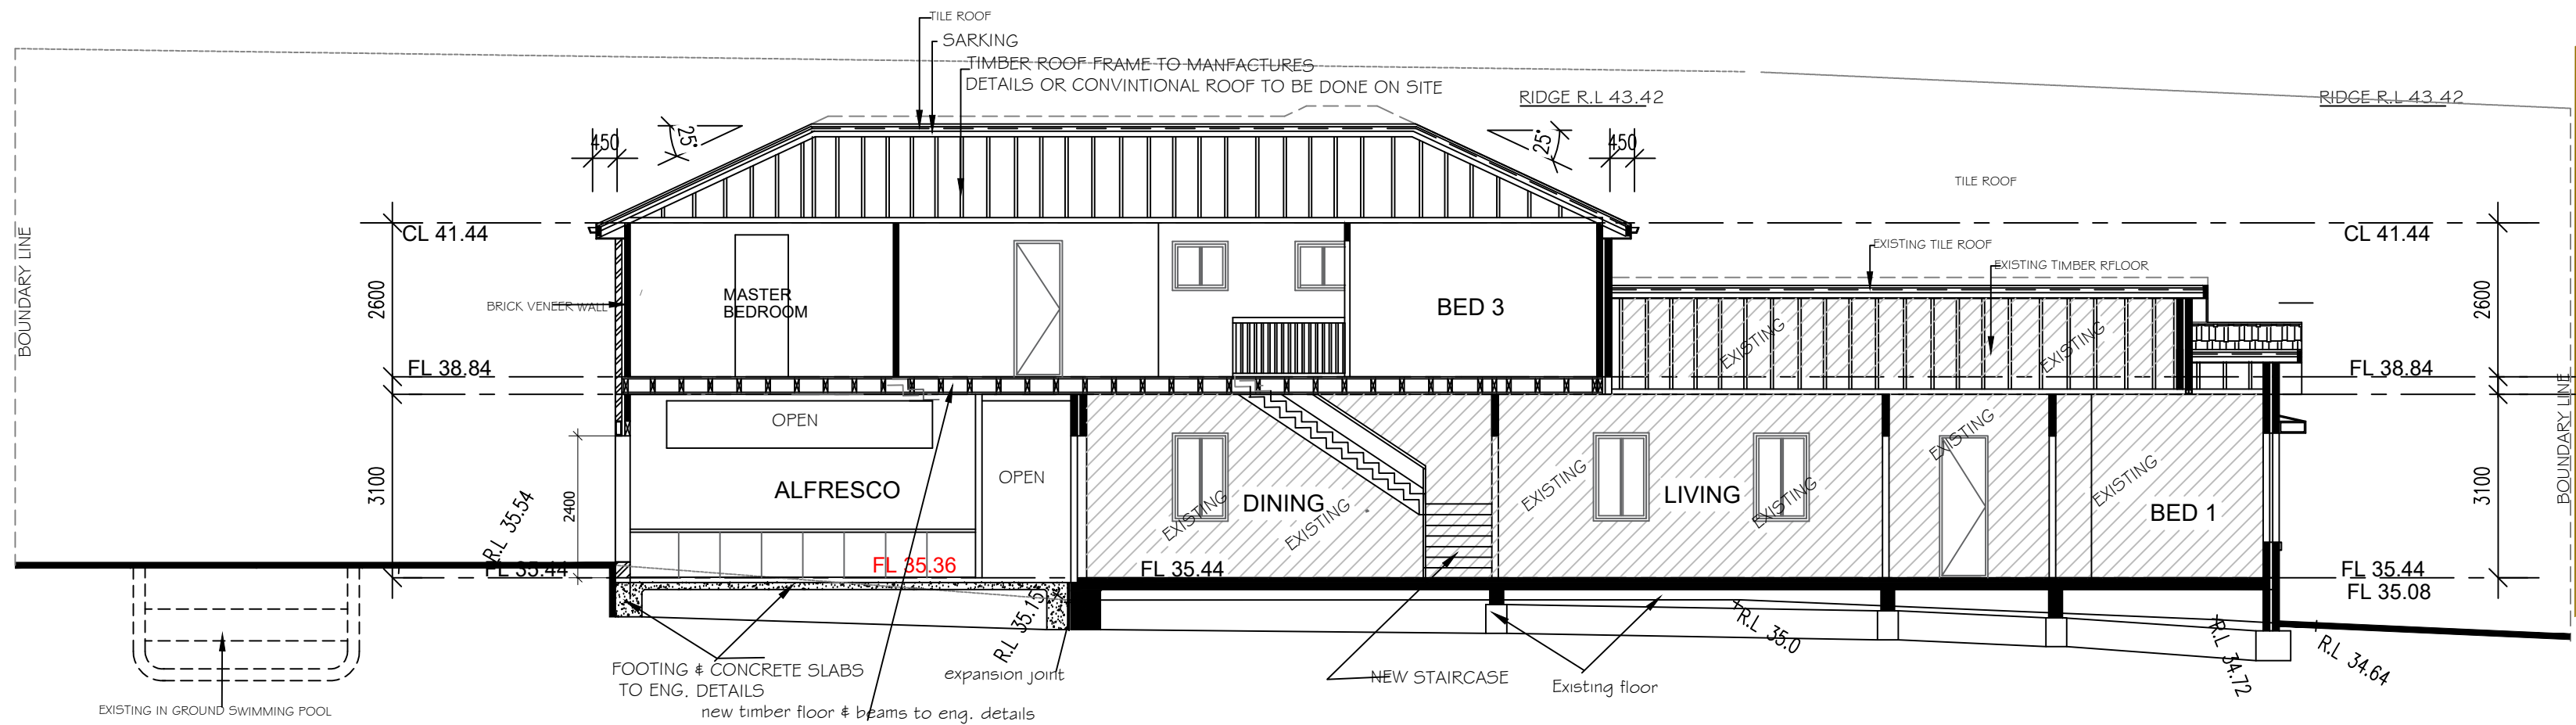 TILE ROOF
SARKING
TIMBER ROOF FRAME TO MANFACTURES
DETAILS OR CONVINTIONAL ROOF TO BE DONE ON SITE
RIDGE R.L 43.42
RIDGE R.L 43.42
450
25°
25°
450
TILE ROOF
CL 41.44
CL 41.44
BOUNDARY LINE
EXISTING TILE ROOF
EXISTING TIMBER RFLOOR
2600
BRICK VENEER WALL
MASTER
BEDROOM
BED 3
2600
EXISTING
EXISTING
FL 38.84
FL 38.84
BOUNDARY LINE
OPEN
OPEN
3100
2400
ALFRESCO
DINING
LIVING
BED 1
3100
EXISTING
EXISTING
EXISTING
EXISTING
EXISTING
EXISTING
R.L 35.54
FL 35.44
FL 35.36
FL 35.44
FL 35.44
FL 35.08
R.L 35.15
R.L 35.0
R.L 34.72
R.L 34.64
FOOTING & CONCRETE SLABS
TO ENG. DETAILS
expansion joint
NEW STAIRCASE
Existing floor
EXISTING IN GROUND SWIMMING POOL
new timber floor & beams to eng. details